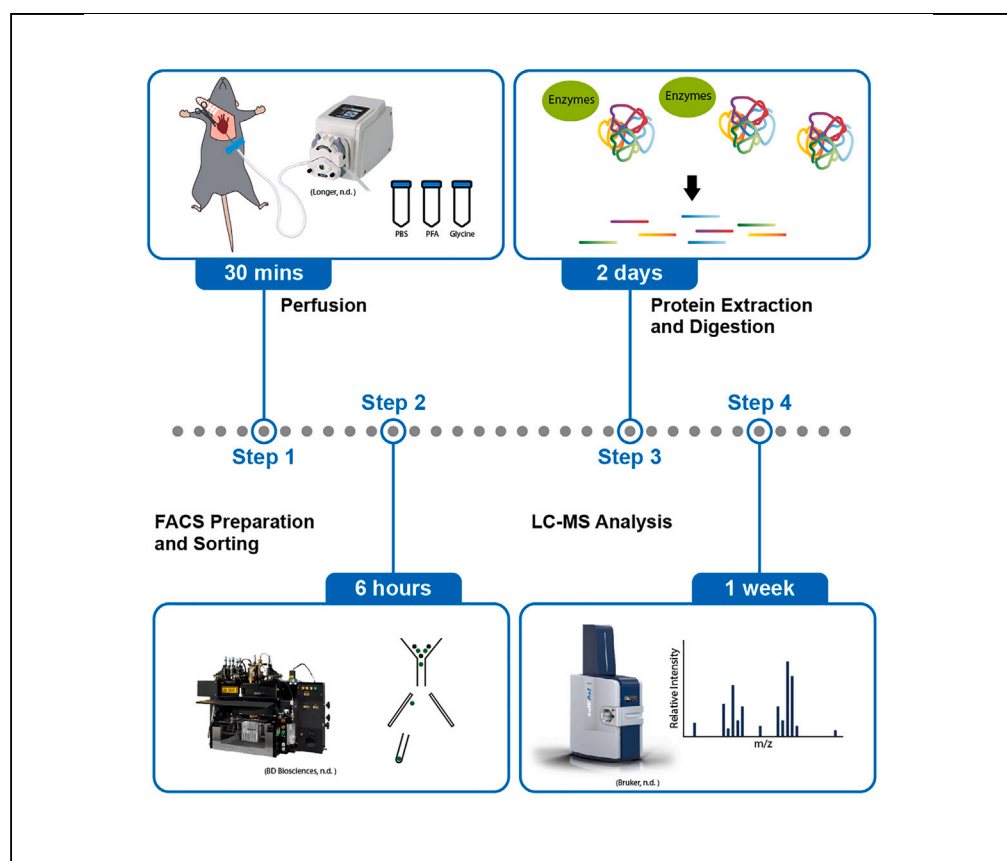 Enzymes
Enzymes
(Longer, n.d. )
PBS
PFA
Glycine
30 mins
2 days
Perfusion
Protein Extraction
and Digestion
Step 2
Step 4
Step 1
Step 3
FACS Preparation
and Sorting
LC-MS Analysis
6 hours
1 week
Relative Intensity
m/z
(BD Biosciences, n.d. )
(Bruker, n.d. )